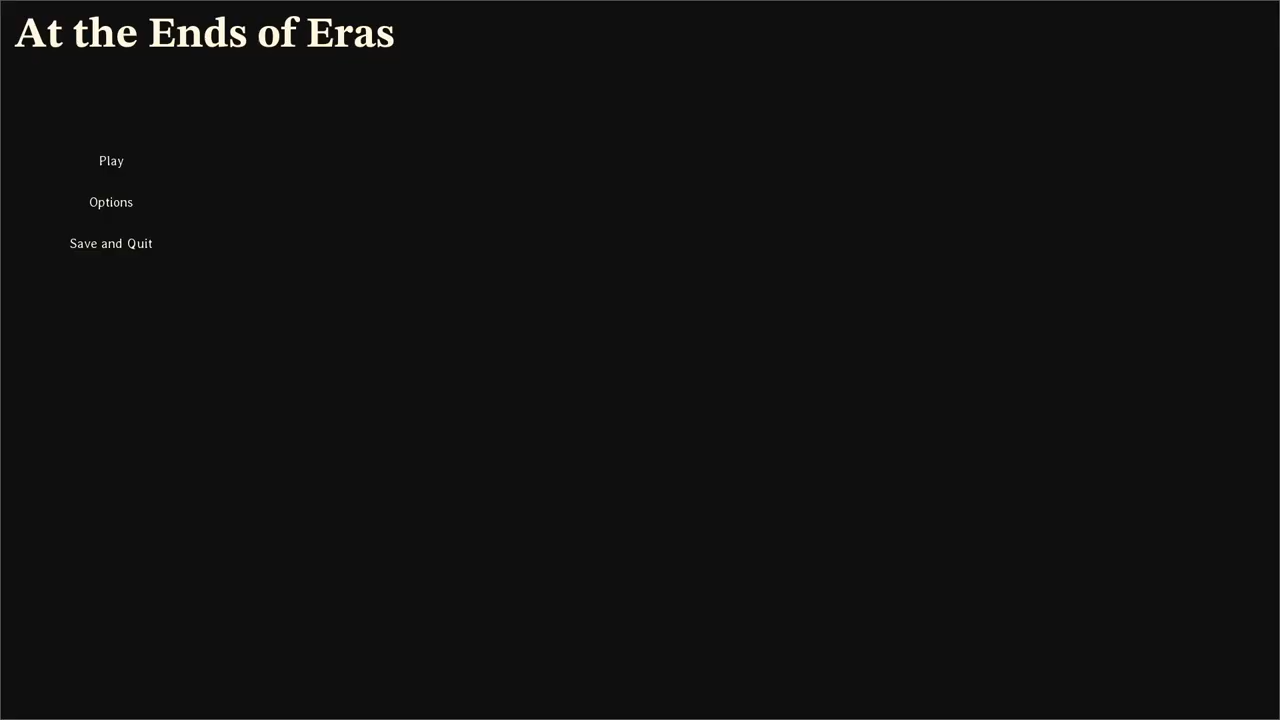 At the Ends of Eras
Play
Options
Save and Quit